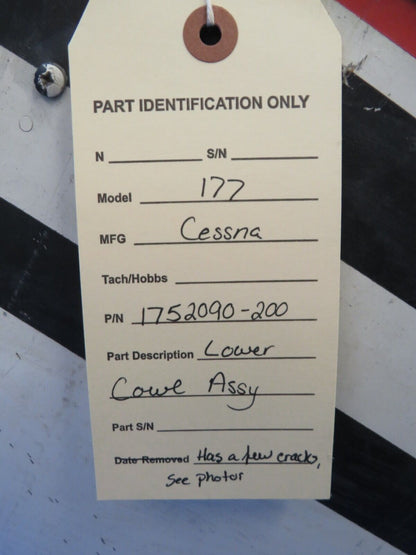 PART IDENTIFICATION ONLY
N S/N
Model 177
MFG Cessna
Tach/Hobbs
P/N 1752090-200
Part Description Lower
Cowl Assy
Part S/N
Date Removed Has a few cracks,
see photos